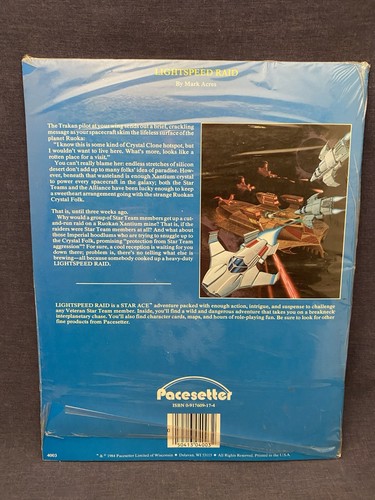 LIGHTSPEED RAID
By Mark Acres
The Trakan pilot at your wing sends out a brief, crackling
message as your spacecraft skim the lifeless surface of the
planet Ruoka:
"I know this is some kind of Crystal Clone hotspot, but
I wouldn't want to live here. What's more, looks like a
rotten place for a visit."
You can't really blame her: endless stretches of silicon
desert don't add up to many folks' idea of paradise. How-
ever, beneath that wasteland is enough Xantium crystal
to power every spacecraft in the galaxy; both the Star
Teams and the Alliance have been lucky enough to keep
a sweetheart arrangement going with the strange Ruokan
Crystal Folk.
That is, until three weeks ago.
Why would a group of Star Team members get up a cut-
and-run raid on a Ruokan Xantium mine? That is, if the
raiders were Star Team members at all? And what about
those Imperial hoodlums who are trying to snuggle up to
the Crystal Folk, promising "protection from Star Team
aggression"? For sure, a cool reception is waiting for you
down there; problem is, there's no telling what else is
brewing—all because somebody cooked up a heavy-duty
LIGHTSPEED RAID.
LIGHTSPEED RAID is a STAR ACE™ adventure packed with enough action, intrigue, and suspense to challenge
any Veteran Star Team member. Inside, you'll find a wild and dangerous adventure that takes you on a breakneck
interplanetary chase. You'll also find character cards, maps, and hours of role-playing fun. Be sure to look for other
fine products from Pacesetter.
Pacesetter
ISBN 0-917609-17-4
50413 04003
4003
™ & © 1984 Pacesetter Limited of Wisconsin • Delavan, WI 53115 • All Rights Reserved. Printed in the U.S.A.